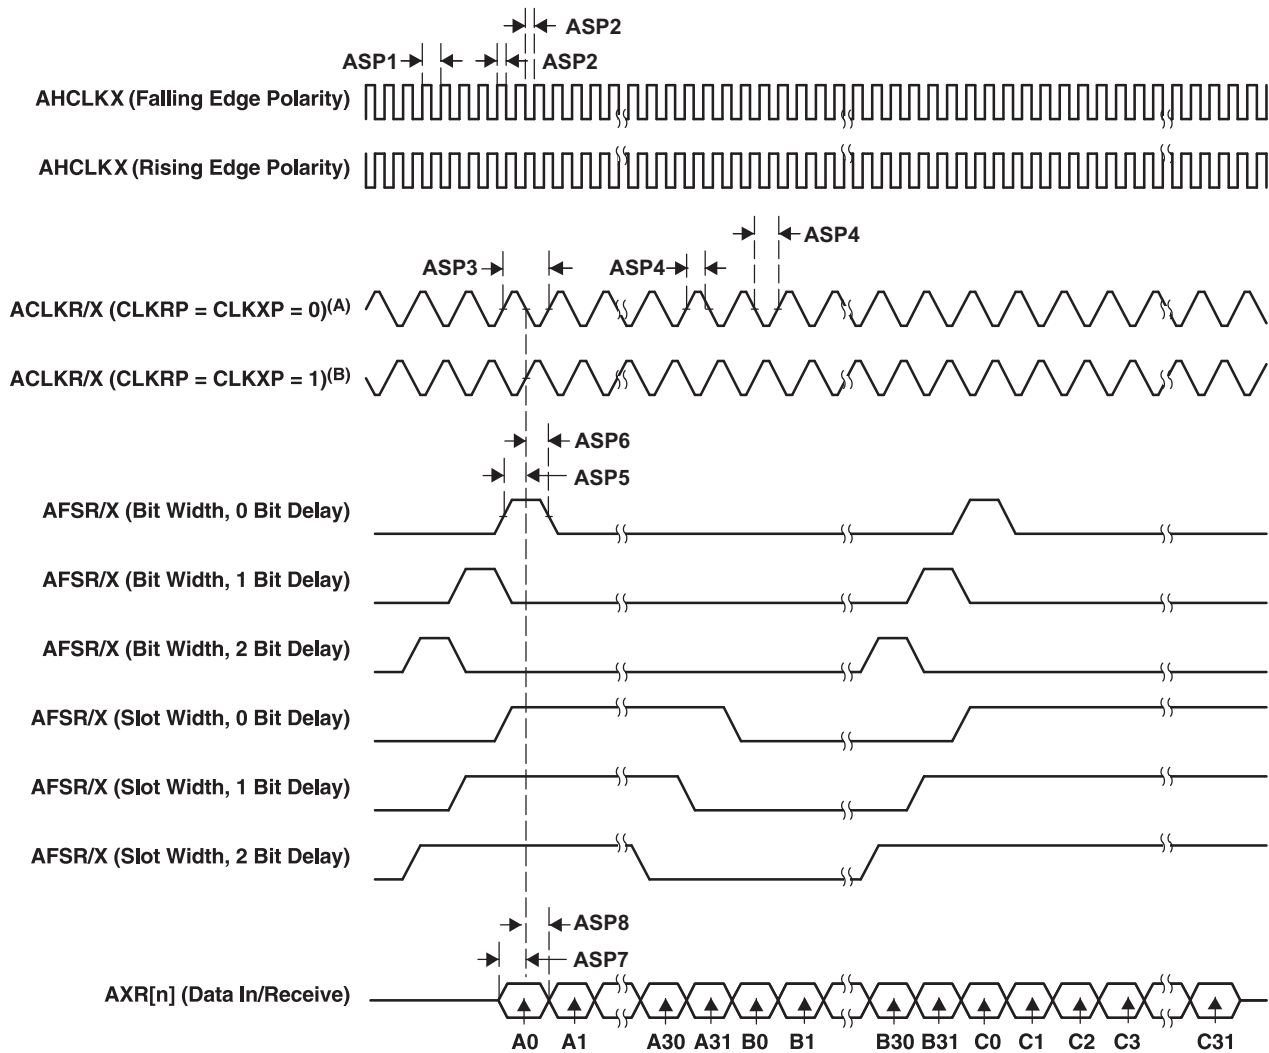 ASP2
ASP1 ASP2
AHCLKX (Falling Edge Polarity)
AHCLKX (Rising Edge Polarity)
ASP4
ASP3 ASP4
ACLKR/X (CLKRP = CLKXP = 0)(A)
ACLKR/X (CLKRP = CLKXP = 1)(B)
ASP6
ASP5
AFSR/X (Bit Width, 0 Bit Delay)
AFSR/X (Bit Width, 1 Bit Delay)
AFSR/X (Bit Width, 2 Bit Delay)
AFSR/X (Slot Width, 0 Bit Delay)
AFSR/X (Slot Width, 1 Bit Delay)
AFSR/X (Slot Width, 2 Bit Delay)
ASP8
ASP7
AXR[n] (Data In/Receive)
A0 A1 A30 A31 B0 B1 B30 B31 C0 C1 C2 C3 C31